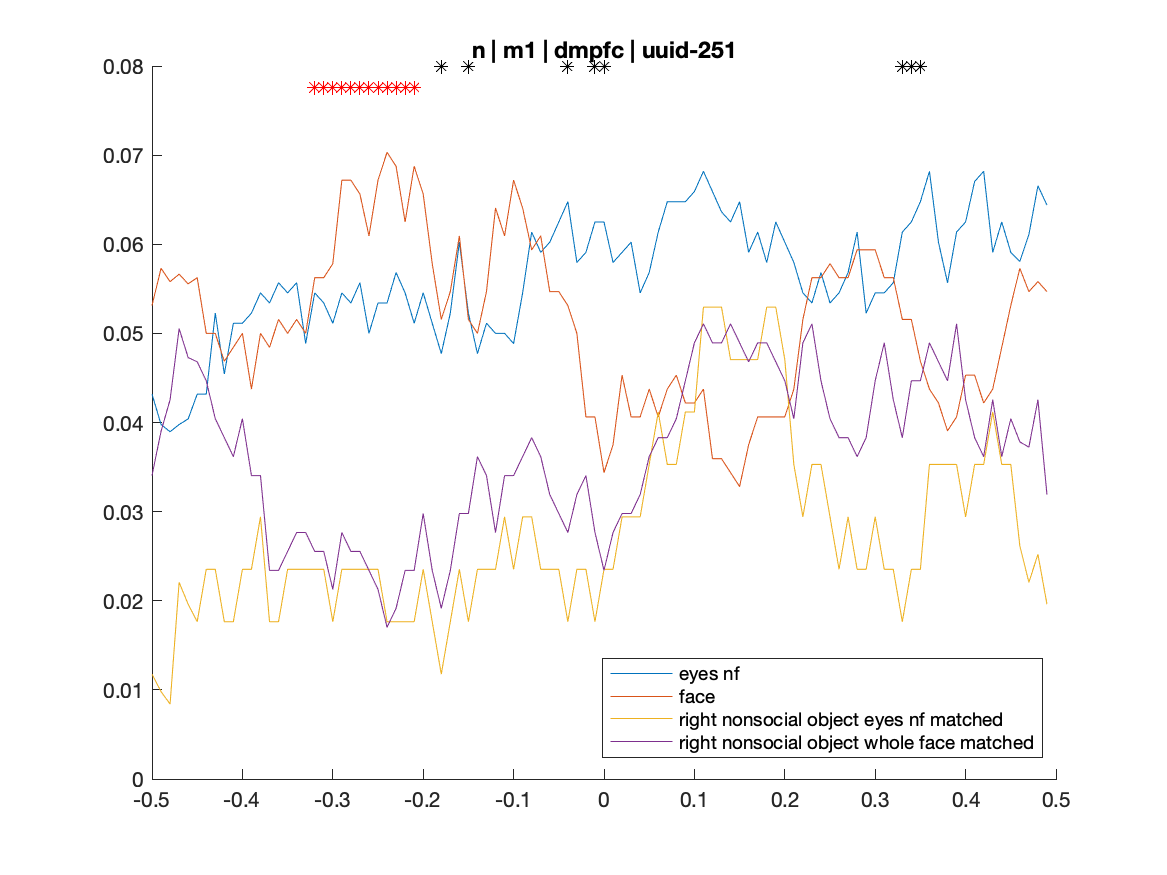 n | m1 | dmpfc | uuid-251
0.08
0.07
0.06
0.05
0.04
0.03
0.02
0.01
0
eyes nf
face
right nonsocial object eyes nf matched
right nonsocial object whole face matched
-0.5 -0.4 -0.3 -0.2 -0.1 0 0.1 0.2 0.3 0.4 0.5